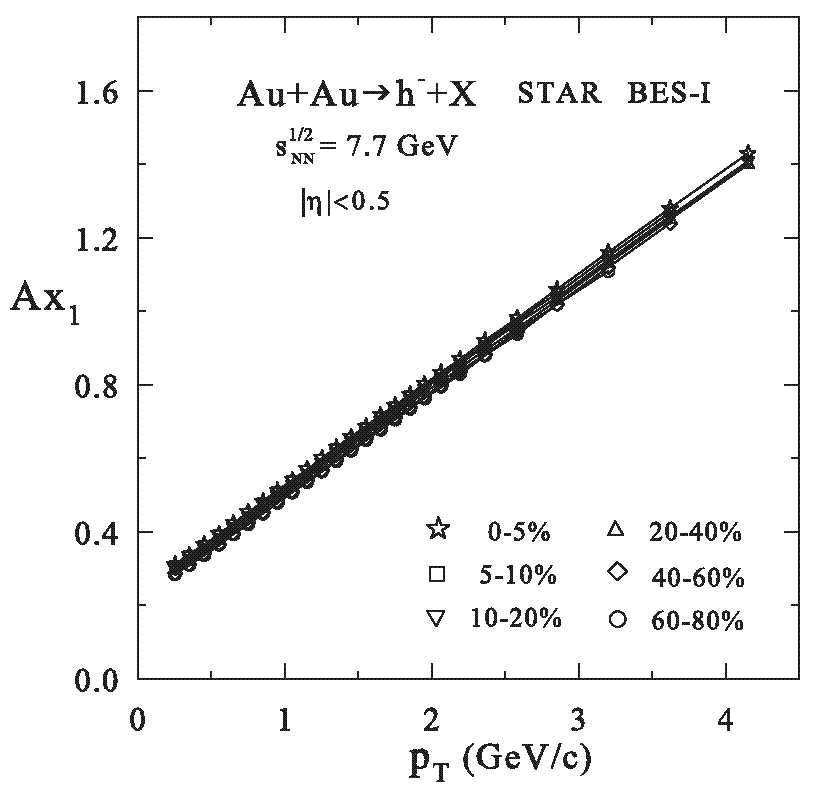 Au+Au→h⁻+X STAR BES-I
s_NN^1/2 = 7.7 GeV
|η|<0.5
1.6
1.2
Ax₁
0.8
0.4
0.0
0-5%
20-40%
5-10%
40-60%
10-20%
60-80%
0 1 2 3 4
p_T (GeV/c)